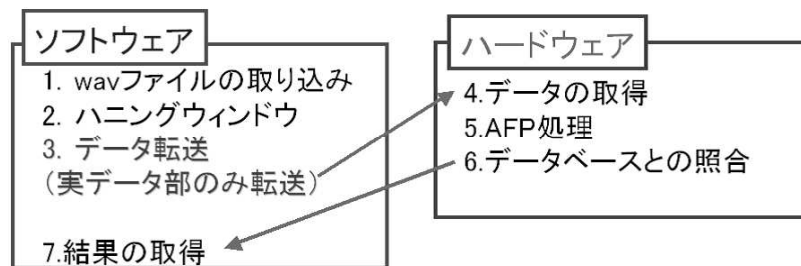 ソフトウェア
1. wavファイルの取り込み
2. ハニングウィンドウ
3. データ転送
(実データ部のみ転送)
7.結果の取得
ハードウェア
4.データの取得
5.AFP処理
6.データベースとの照合